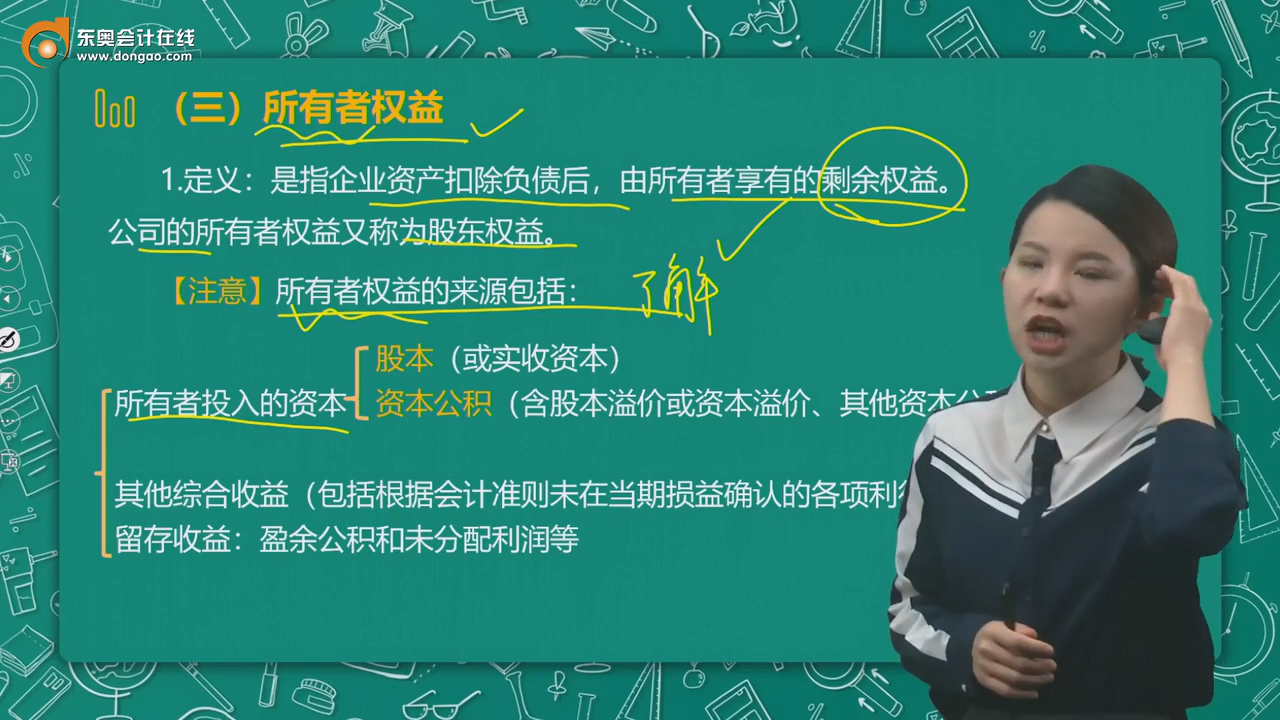 东奥会计在线
www.dongao.com
（三）所有者权益
1.定义：是指企业资产扣除负债后，由所有者享有的剩余权益。
公司的所有者权益又称为股东权益。
【注意】所有者权益的来源包括：
了解
股本（或实收资本）
所有者投入的资本
资本公积（含股本溢价或资本溢价、其他资本公
其他综合收益（包括根据会计准则未在当期损益确认的各项利
留存收益：盈余公积和未分配利润等